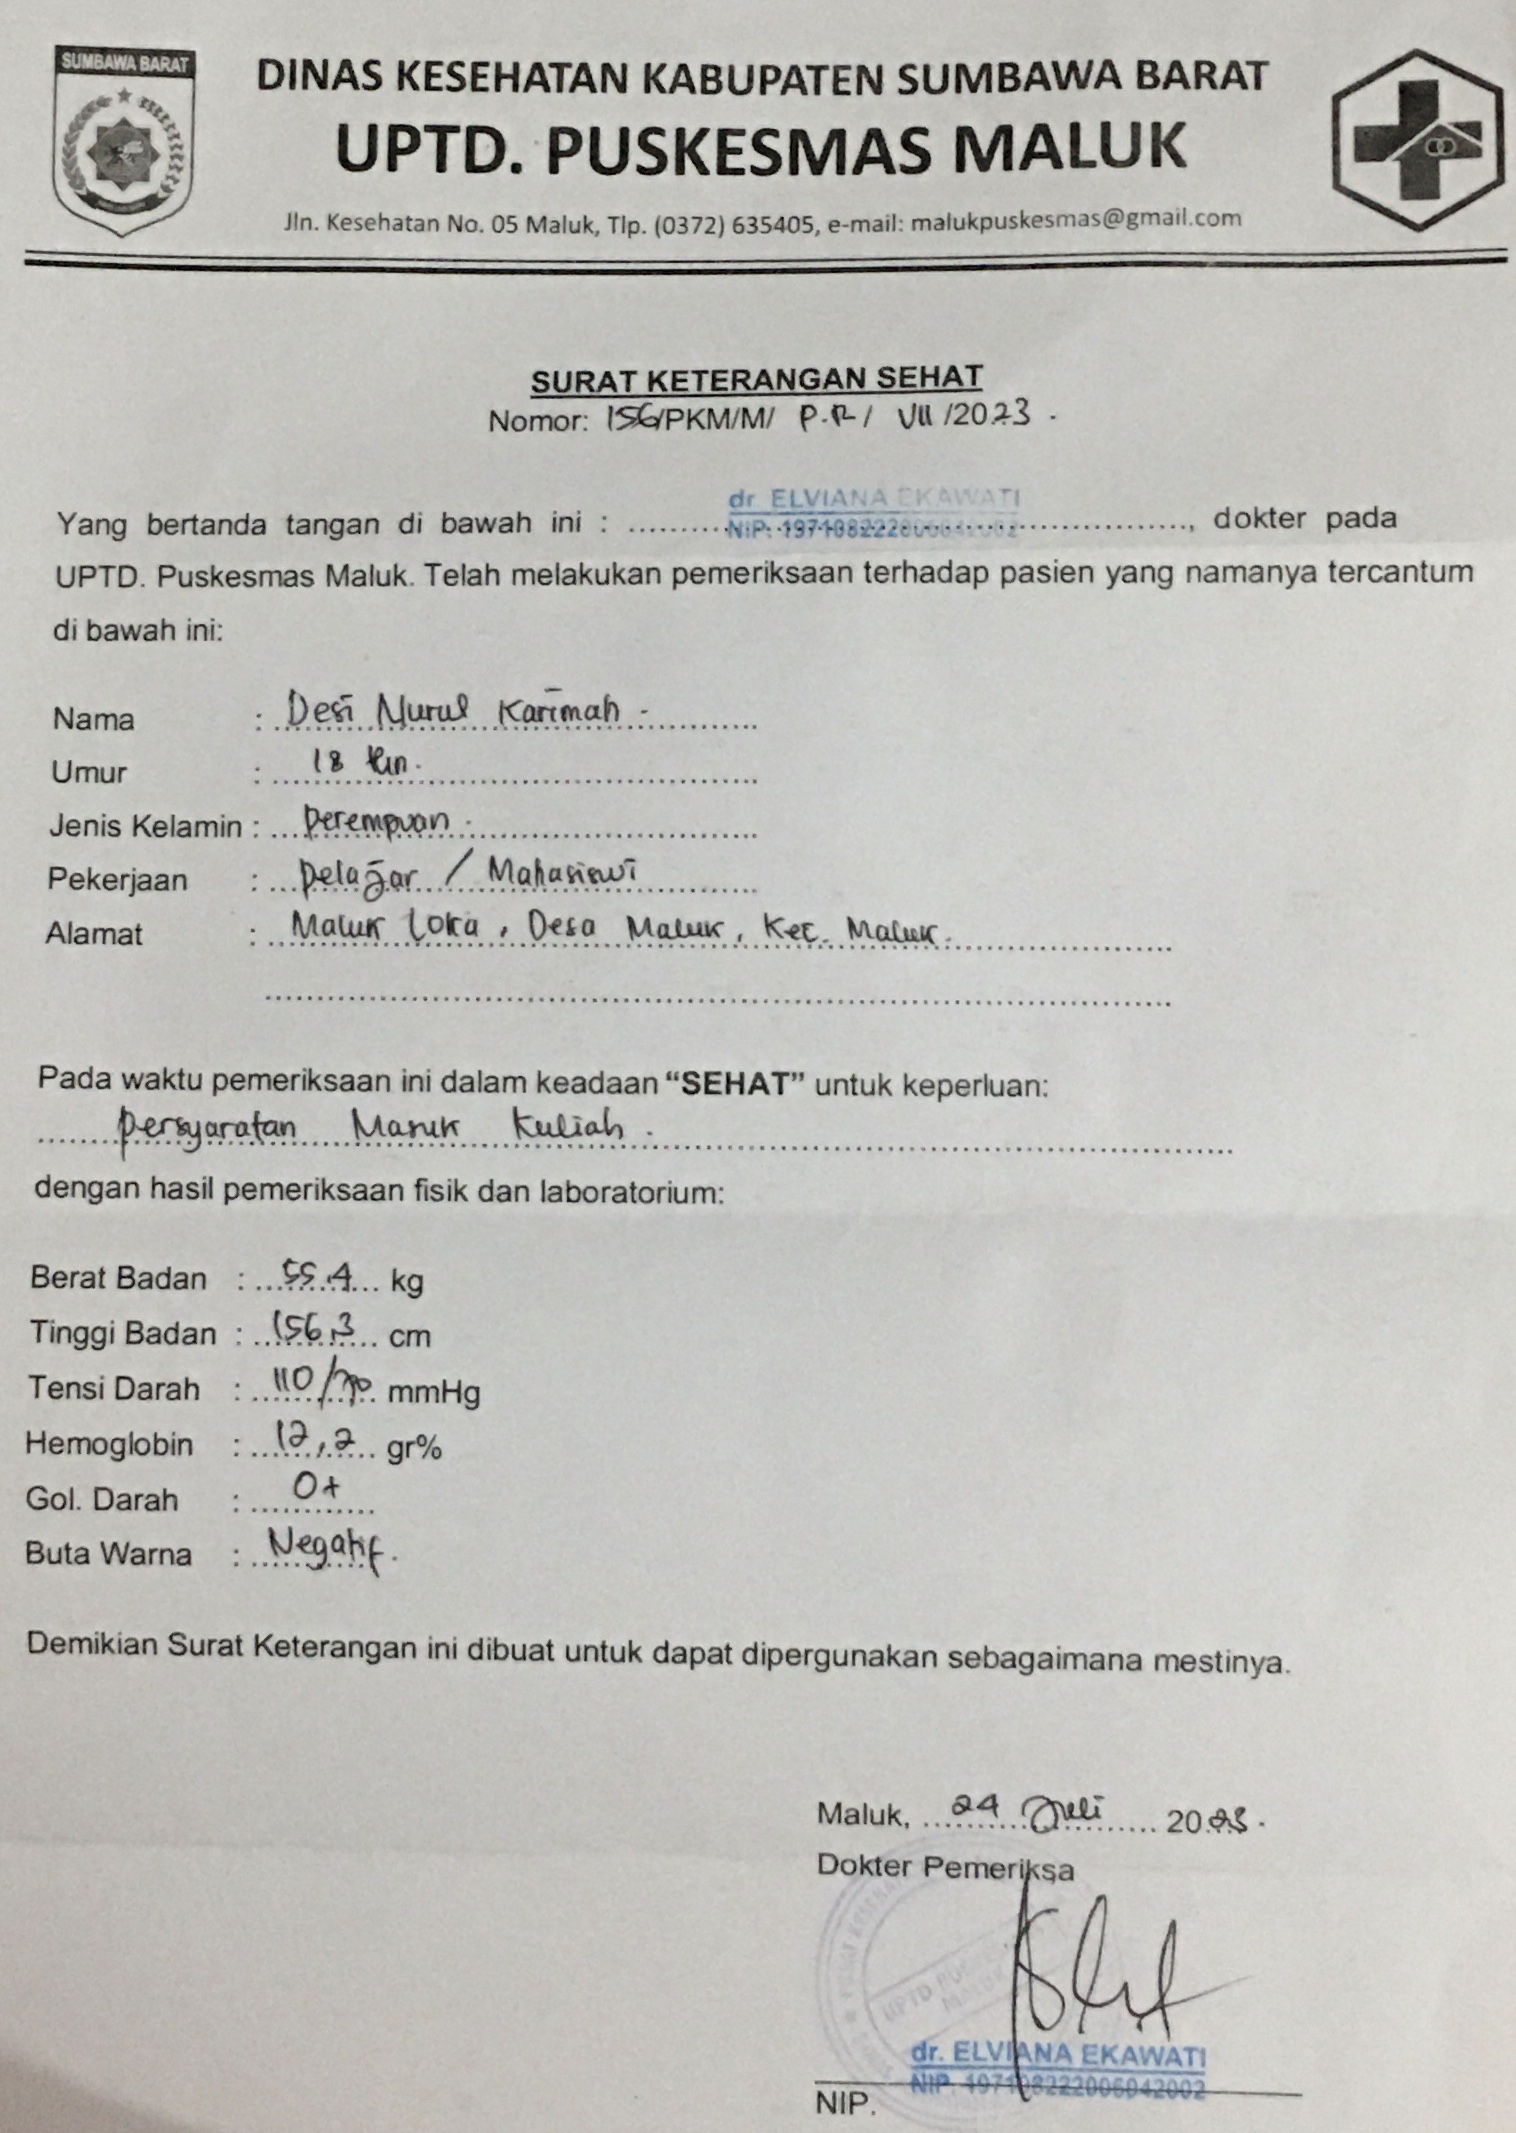 SUMBAWA BARAT
DINAS KESEHATAN KABUPATEN SUMBAWA BARAT
UPTD. PUSKESMAS MALUK
Jln. Kesehatan No. 05 Maluk, Tlp. (0372) 635405, e-mail: malukpuskesmas@gmail.com
SURAT KETERANGAN SEHAT
Nomor: 156/PKM/M/ P.R / VII /2023 .
dr. ELVIANA EKAWATI
Yang bertanda tangan di bawah ini : ................................, dokter pada
NIP. 197108222006042002
UPTD. Puskesmas Maluk. Telah melakukan pemeriksaan terhadap pasien yang namanya tercantum
di bawah ini:
Nama : Desi Nurul Karimah -
Umur : 18 thn.
Jenis Kelamin : Perempuan .
Pekerjaan : Pelajar / Mahasiswi
Alamat : Maluk Loka , Desa Maluk , Kec. Maluk.
Pada waktu pemeriksaan ini dalam keadaan “SEHAT” untuk keperluan:
Persyaratan Masuk Kuliah .
dengan hasil pemeriksaan fisik dan laboratorium:
Berat Badan : 55,4 kg
Tinggi Badan : 156,3 cm
Tensi Darah : 110/70 mmHg
Hemoglobin : 12,2 gr%
Gol. Darah : O+
Buta Warna : Negatif.
Demikian Surat Keterangan ini dibuat untuk dapat dipergunakan sebagaimana mestinya.
Maluk, 24 Juli 2023.
Dokter Pemeriksa
UPTD PUS
dr. ELVIANA EKAWATI
NIP. 197108222006042002
NIP.